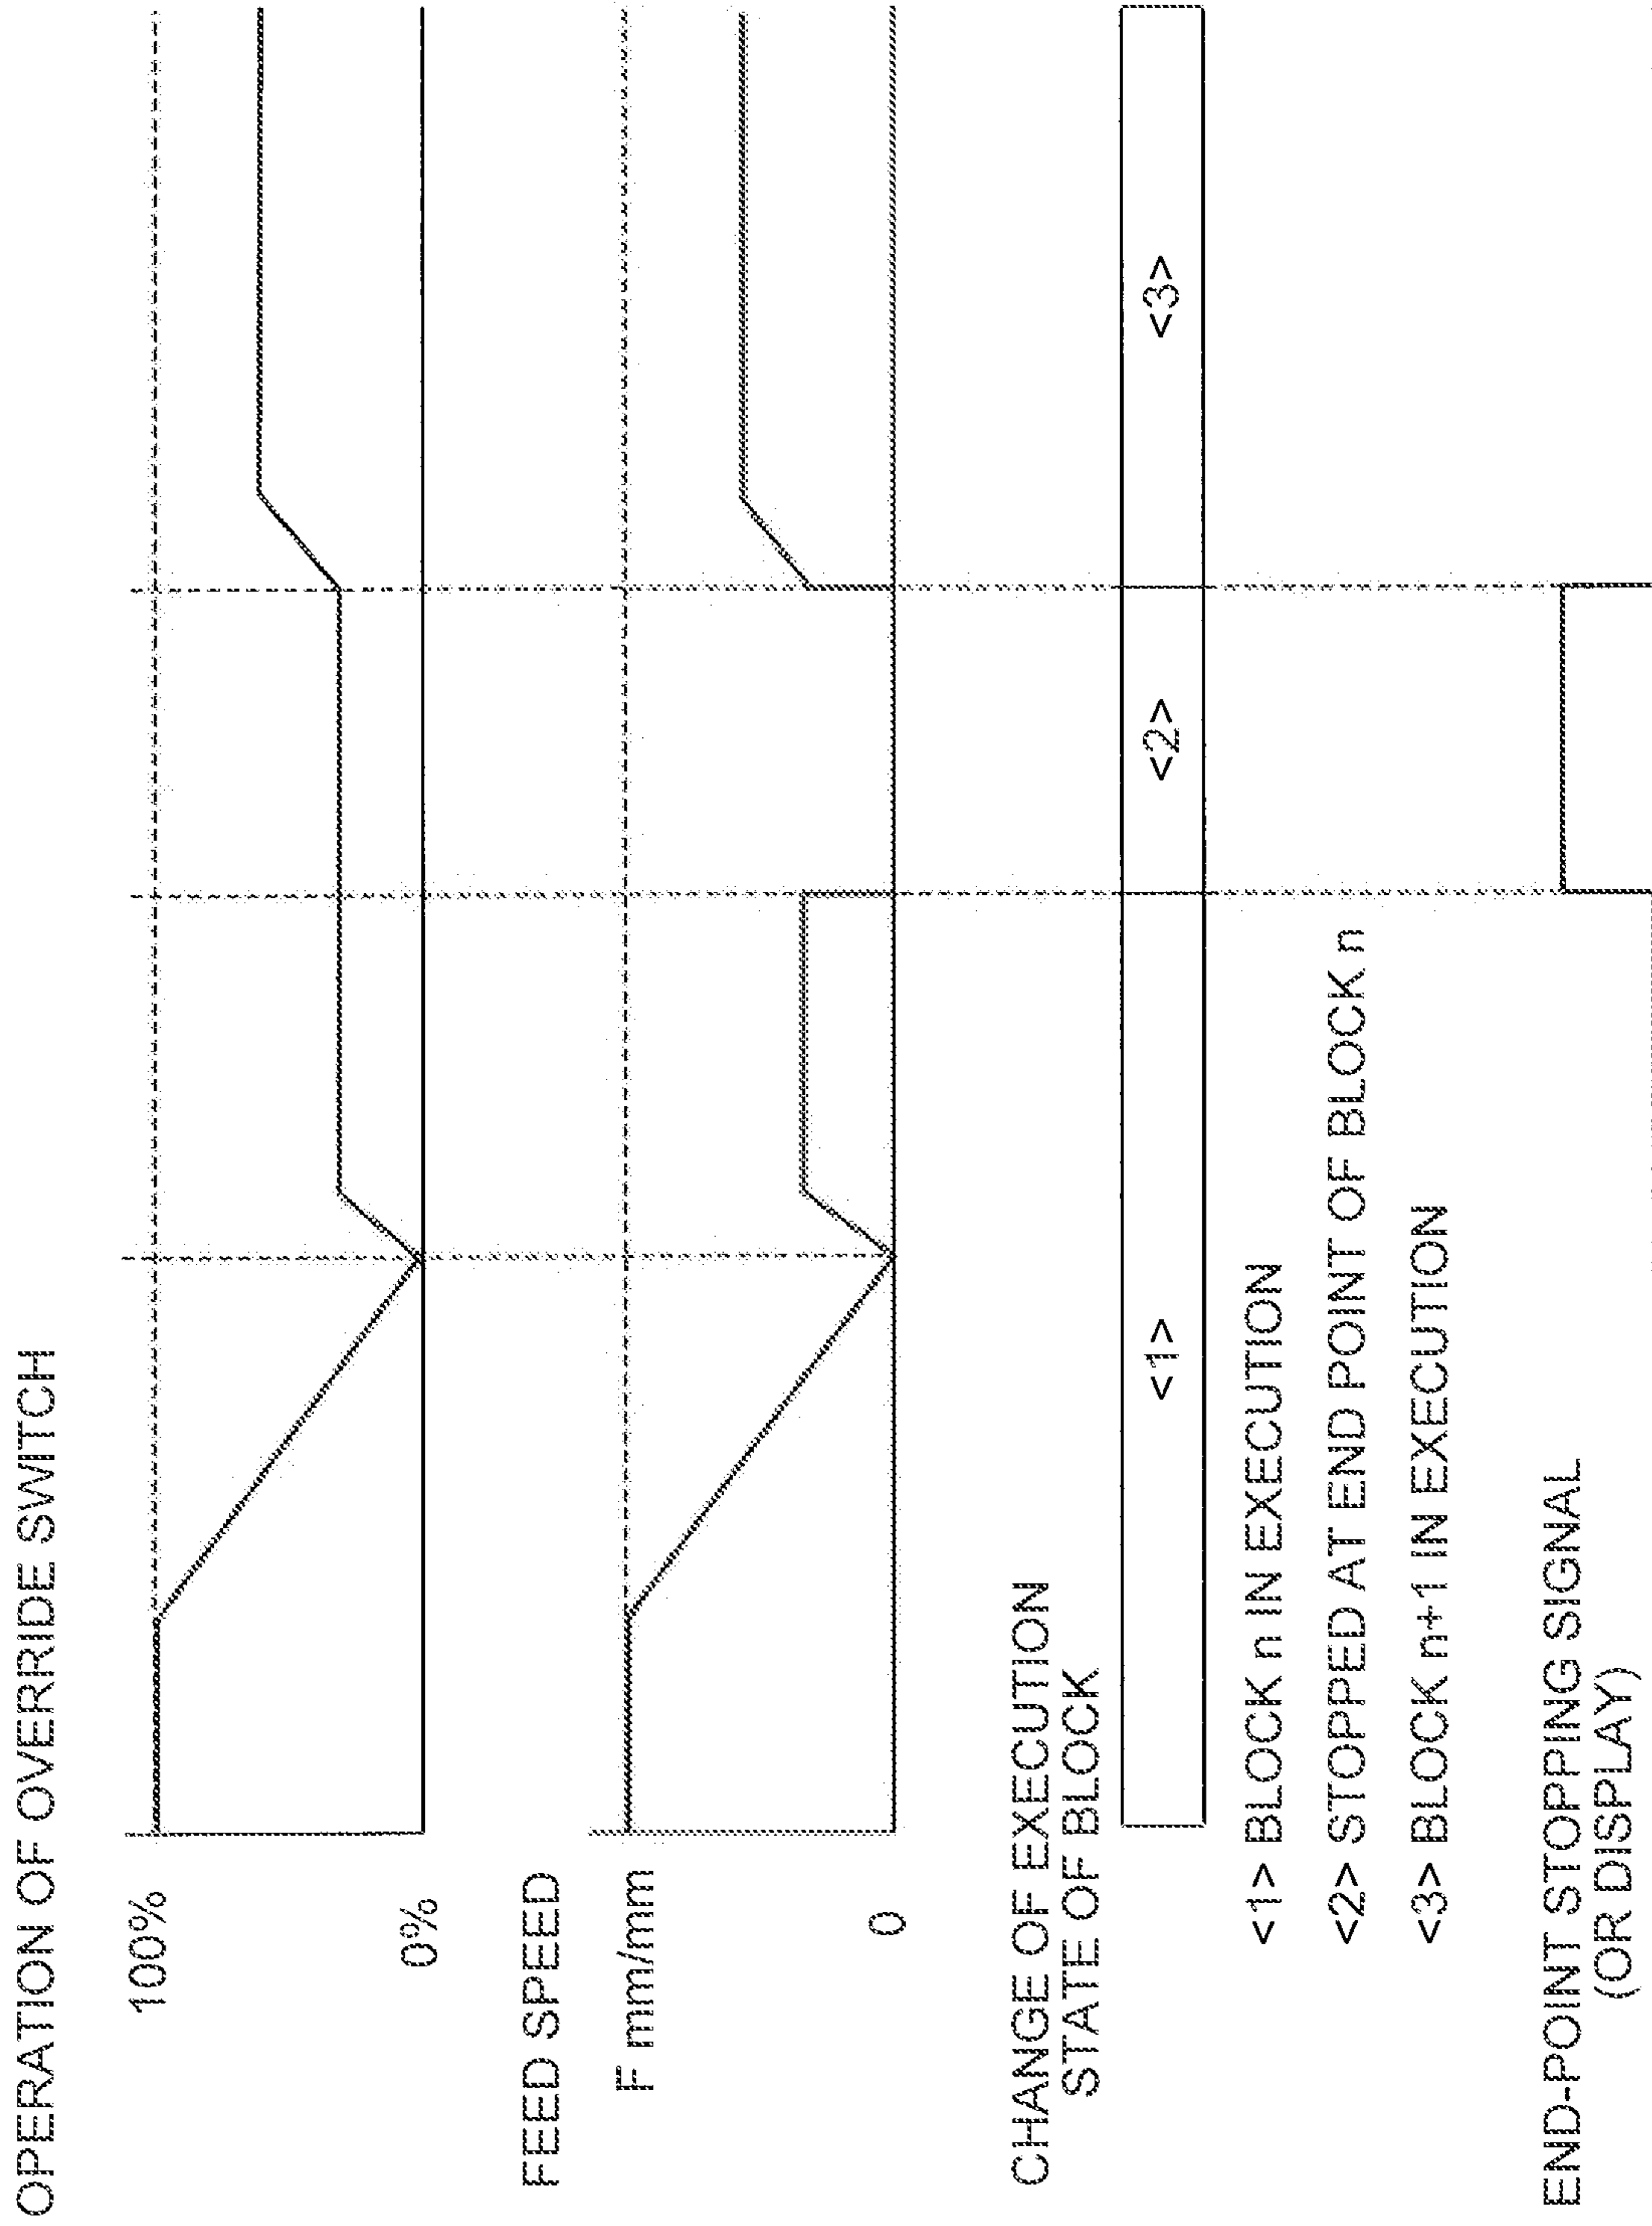 OPERATION OF OVERRIDE SWITCH
100%
0%
FEED SPEED
F mm/mm
0
CHANGE OF EXECUTION
STATE OF BLOCK
<1>
<2>
<3>
<1> BLOCK n IN EXECUTION
<2> STOPPED AT END POINT OF BLOCK n
<3> BLOCK n+1 IN EXECUTION
END-POINT STOPPING SIGNAL
(OR DISPLAY)